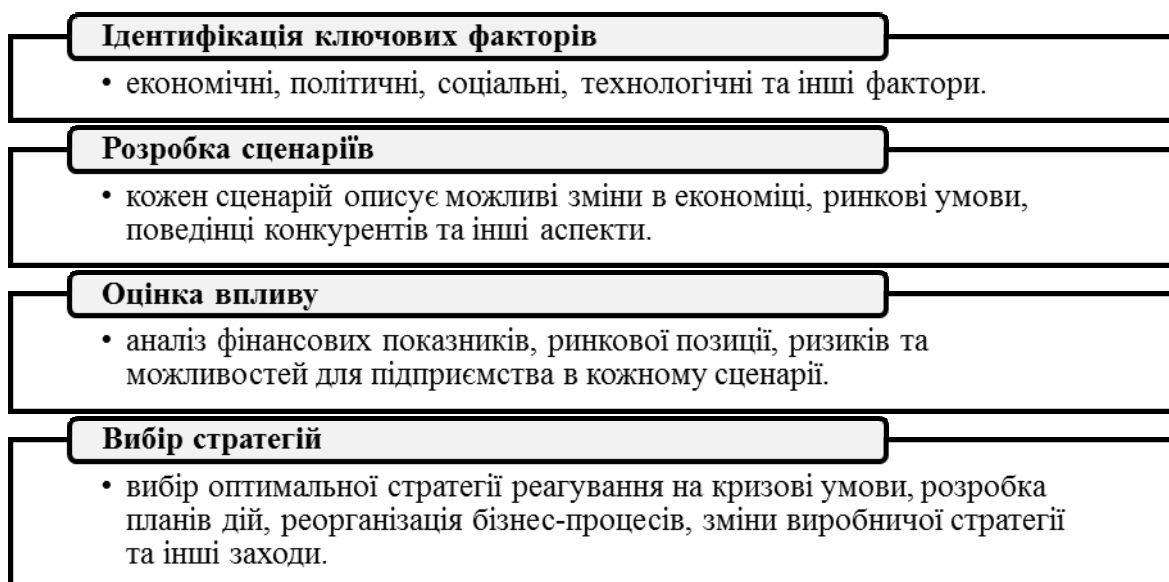 Ідентифікація ключових факторів
• економічні, політичні, соціальні, технологічні та інші фактори.
Розробка сценаріїв
• кожен сценарій описує можливі зміни в економіці, ринкові умови,
поведінці конкурентів та інші аспекти.
Оцінка впливу
• аналіз фінансових показників, ринкової позиції, ризиків та
можливостей для підприємства в кожному сценарії.
Вибір стратегій
• вибір оптимальної стратегії реагування на кризові умови, розробка
планів дій, реорганізація бізнес-процесів, зміни виробничої стратегії
та інші заходи.